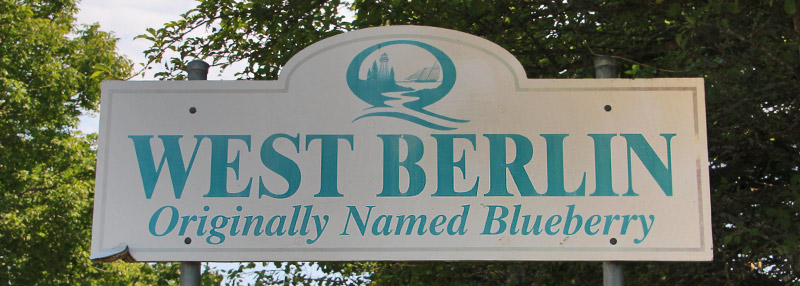 WEST BERLIN
Originally Named Blueberry